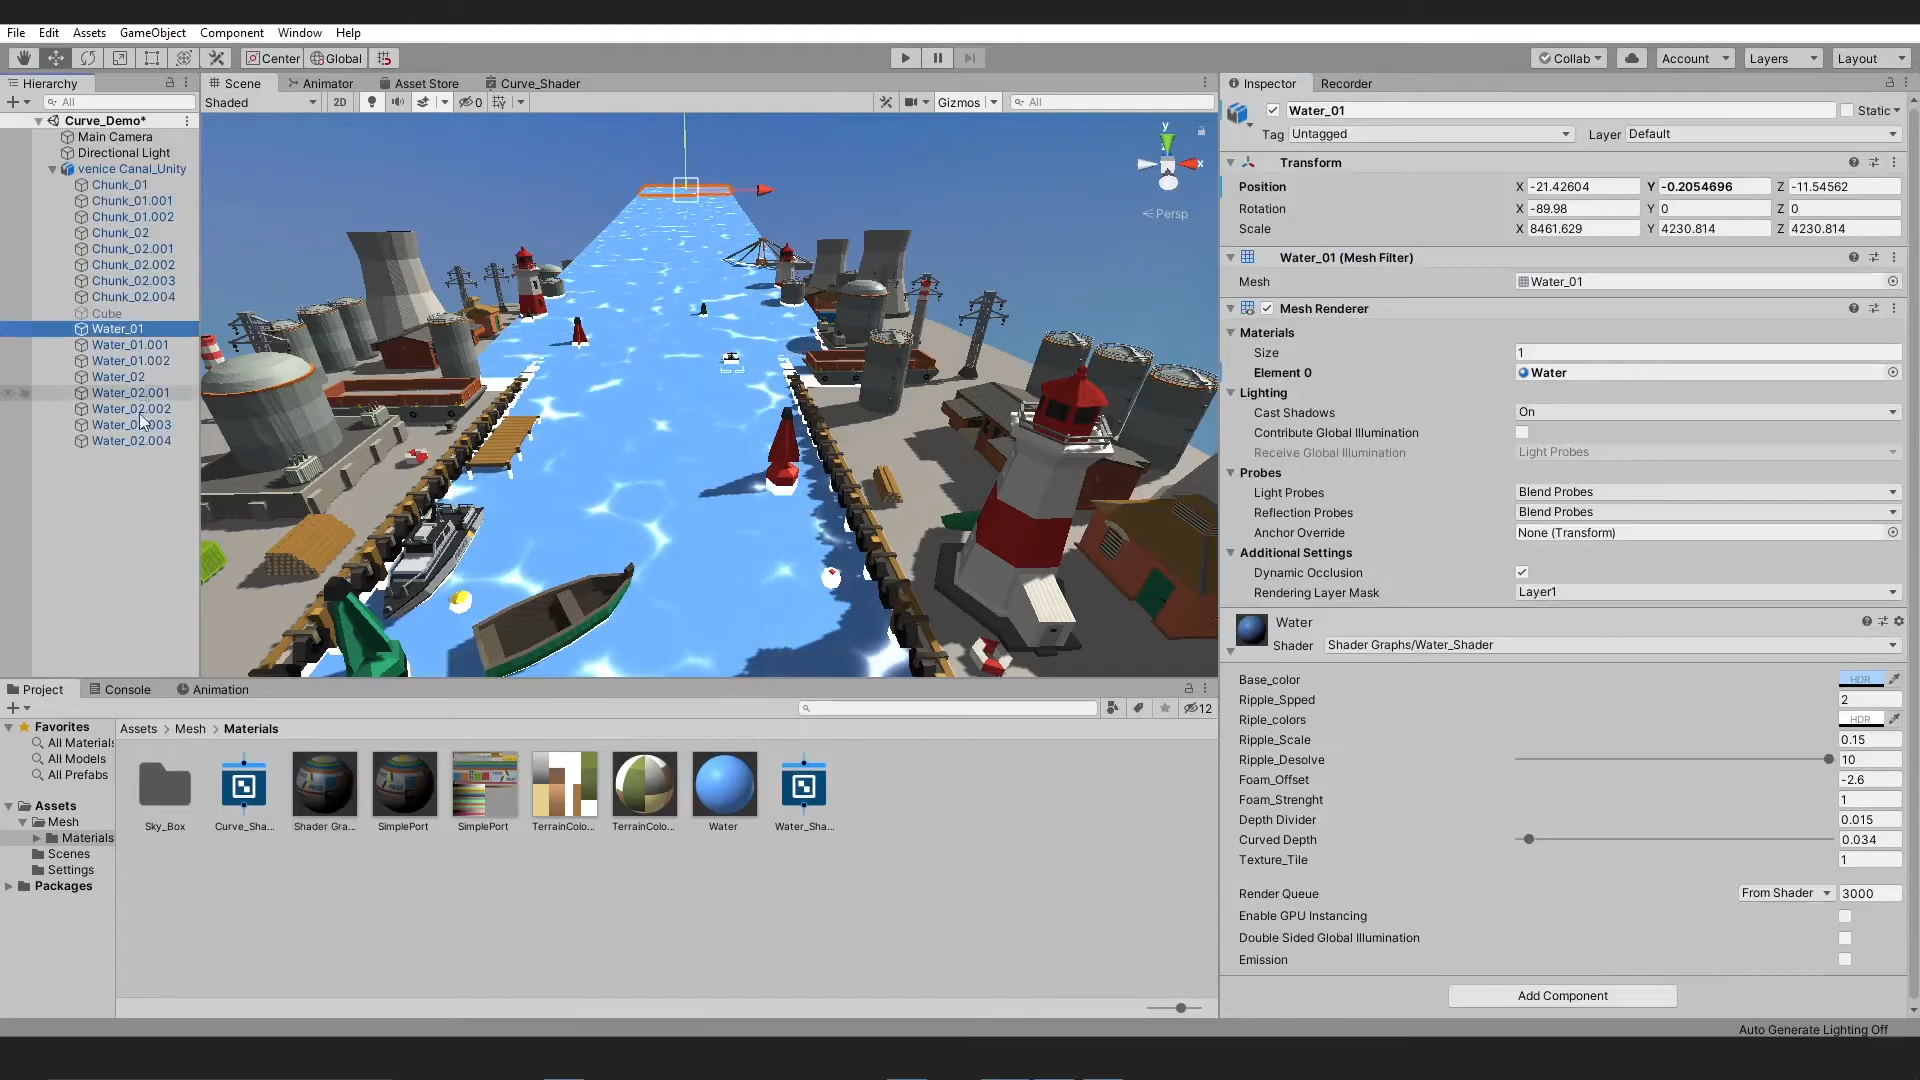 File Edit Assets GameObject Component Window Help
Center Global Collab Account Layers Layout
Hierarchy Scene Animator Asset Store Curve_Shader Inspector Recorder
All Shaded 2D 0 Gizmos All
Curve_Demo*
Main Camera
Directional Light
venice Canal_Unity
Chunk_01
Chunk_01.001
Chunk_01.002
Chunk_02
Chunk_02.001
Chunk_02.002
Chunk_02.003
Chunk_02.004
Cube
Water_01
Water_01.001
Water_01.002
Water_02
Water_02.001
Water_02.002
Water_02.003
Water_02.004
y
x
Persp
Water_01 Static
Tag Untagged Layer Default
Transform
Position X -21.42604 Y -0.2054696 Z -11.54562
Rotation X -89.98 Y 0 Z 0
Scale X 8461.629 Y 4230.814 Z 4230.814
Water_01 (Mesh Filter)
Mesh Water_01
Mesh Renderer
Materials
Size 1
Element 0 Water
Lighting
Cast Shadows On
Contribute Global Illumination
Receive Global Illumination Light Probes
Probes
Light Probes Blend Probes
Reflection Probes Blend Probes
Anchor Override None (Transform)
Additional Settings
Dynamic Occlusion
Rendering Layer Mask Layer1
Water
Shader Shader Graphs/Water_Shader
Base_color HDR
Ripple_Spped 2
Riple_colors HDR
Ripple_Scale 0.15
Ripple_Desolve 10
Foam_Offset -2.6
Foam_Strenght 1
Depth Divider 0.015
Curved Depth 0.034
Texture_Tile 1
Render Queue From Shader 3000
Enable GPU Instancing
Double Sided Global Illumination
Emission
Add Component
Project Console Animation
12
Favorites
All Materials
All Models
All Prefabs
Assets
Mesh
Materials
Scenes
Settings
Packages
Assets > Mesh > Materials
Sky_Box Curve_Sha... Shader Gra... SimplePort SimplePort TerrainColo... TerrainColo... Water Water_Sha...
Auto Generate Lighting Off